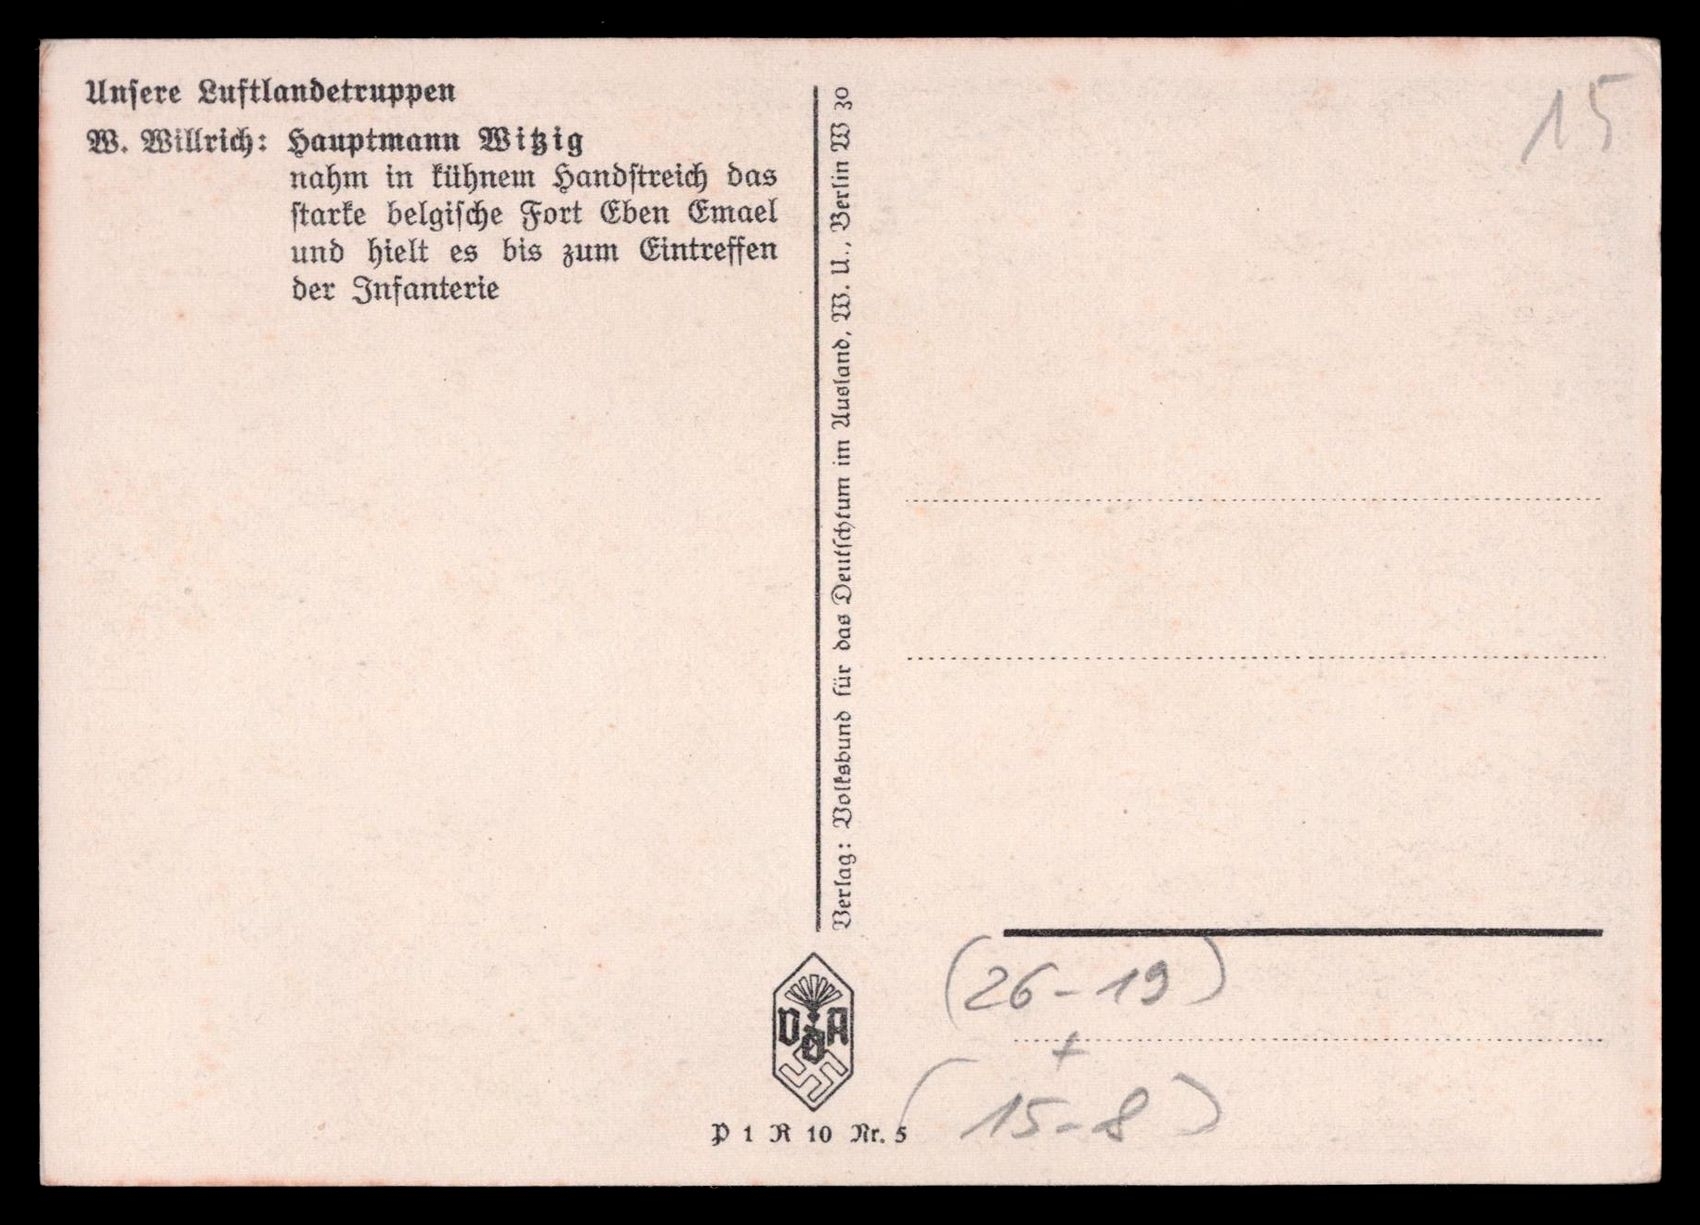 Unsere Luftlandetruppen
W. Willrich: Hauptmann Witzig
nahm in kühnem Handstreich das
starke belgische Fort Eben Emael
und hielt es bis zum Eintreffen
der Infanterie
Verlag: Volksbund für das Deutschtum im Ausland, W. U., Berlin W 30
15
(26-19)
+
(15-8)
VDA
P 1 R 10 Nr. 5